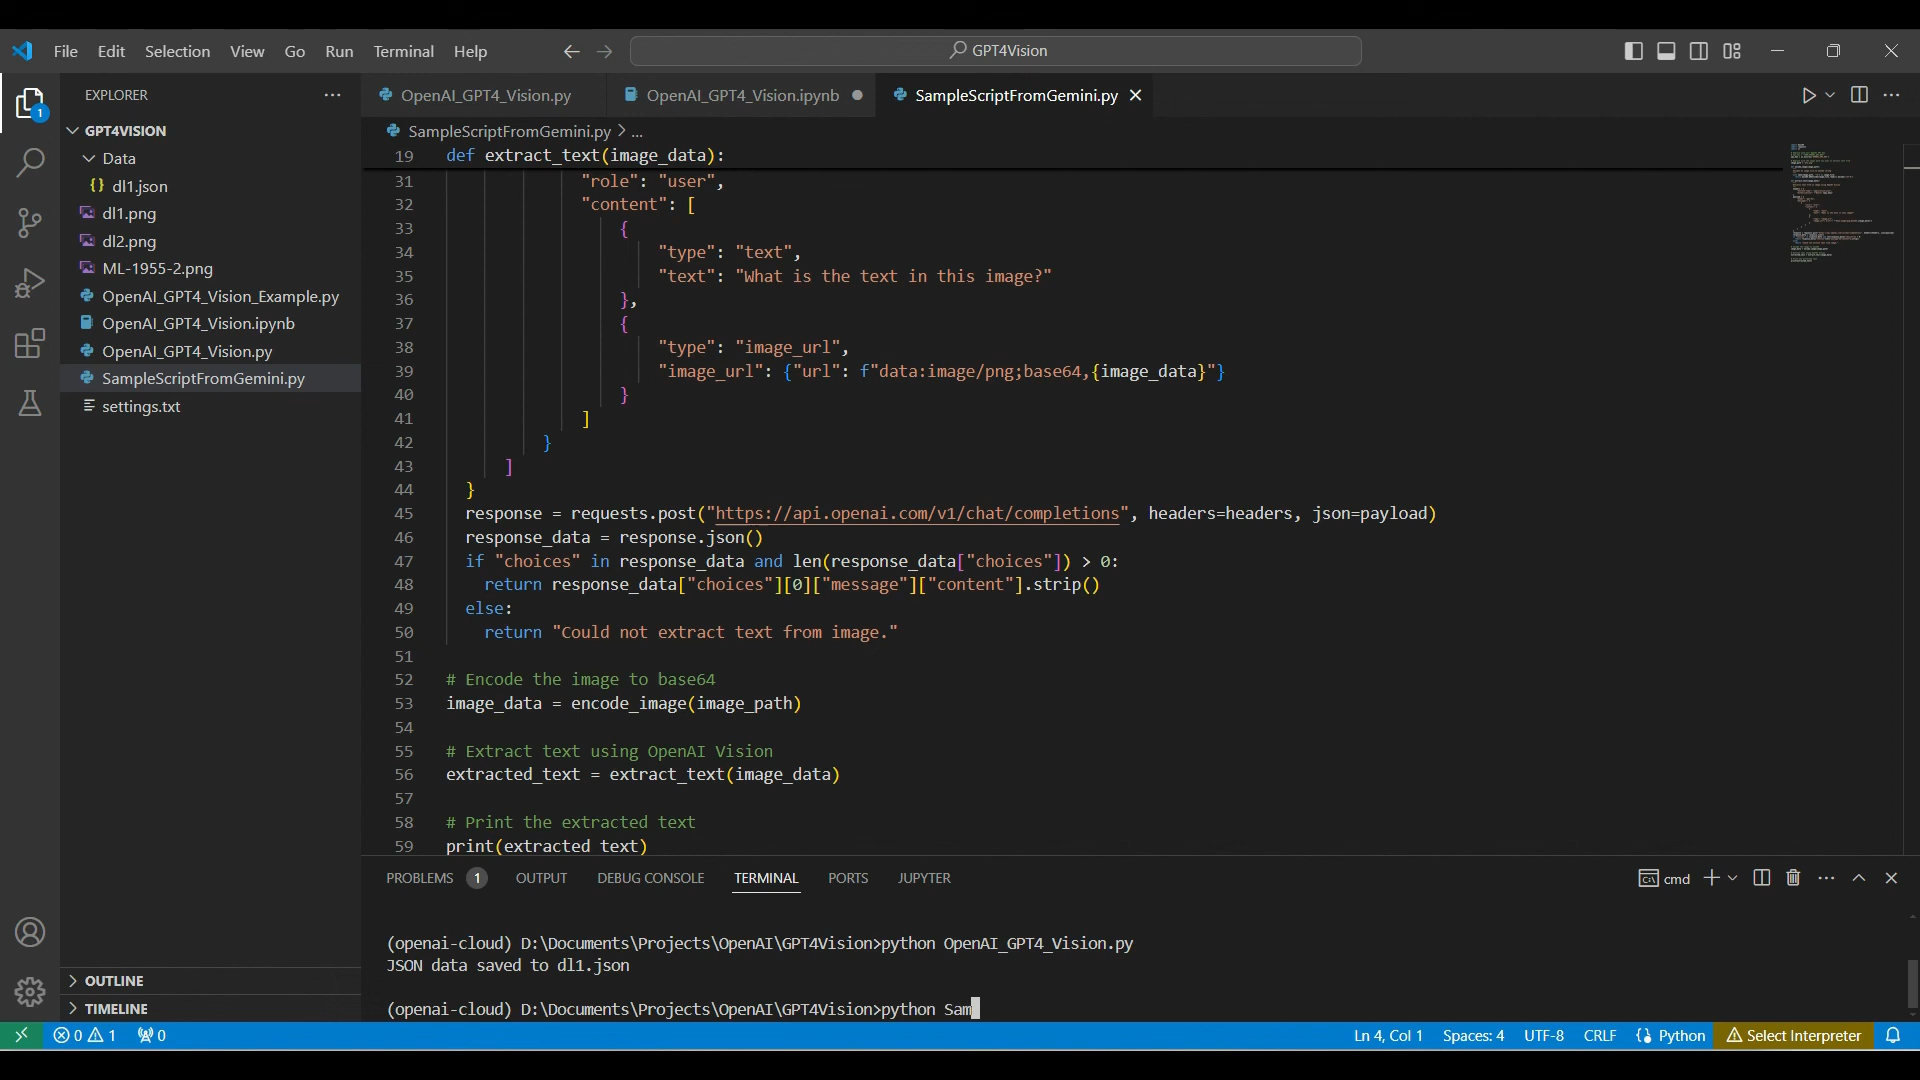 File Edit Selection View Go Run Terminal Help
GPT4Vision
EXPLORER
GPT4VISION
Data
dl1.json
dl1.png
dl2.png
ML-1955-2.png
OpenAI_GPT4_Vision_Example.py
OpenAI_GPT4_Vision.ipynb
OpenAI_GPT4_Vision.py
SampleScriptFromGemini.py
settings.txt
OUTLINE
TIMELINE
1
OpenAI_GPT4_Vision.py OpenAI_GPT4_Vision.ipynb SampleScriptFromGemini.py
SampleScriptFromGemini.py > ...
19 def extract_text(image_data):
31 "role": "user",
32 "content": [
33 {
34 "type": "text",
35 "text": "What is the text in this image?"
36 },
37 {
38 "type": "image_url",
39 "image_url": {"url": f"data:image/png;base64,{image_data}"}
40 }
41 ]
42 }
43 ]
44 }
45 response = requests.post("https://api.openai.com/v1/chat/completions", headers=headers, json=payload)
46 response_data = response.json()
47 if "choices" in response_data and len(response_data["choices"]) > 0:
48 return response_data["choices"][0]["message"]["content"].strip()
49 else:
50 return "Could not extract text from image."
51
52 # Encode the image to base64
53 image_data = encode_image(image_path)
54
55 # Extract text using OpenAI Vision
56 extracted_text = extract_text(image_data)
57
58 # Print the extracted text
59 print(extracted_text)
PROBLEMS 1 OUTPUT DEBUG CONSOLE TERMINAL PORTS JUPYTER
cmd
(openai-cloud) D:\Documents\Projects\OpenAI\GPT4Vision>python OpenAI_GPT4_Vision.py
JSON data saved to dl1.json
(openai-cloud) D:\Documents\Projects\OpenAI\GPT4Vision>python Sam
0 1 0
Ln 4, Col 1 Spaces: 4 UTF-8 CRLF Python Select Interpreter